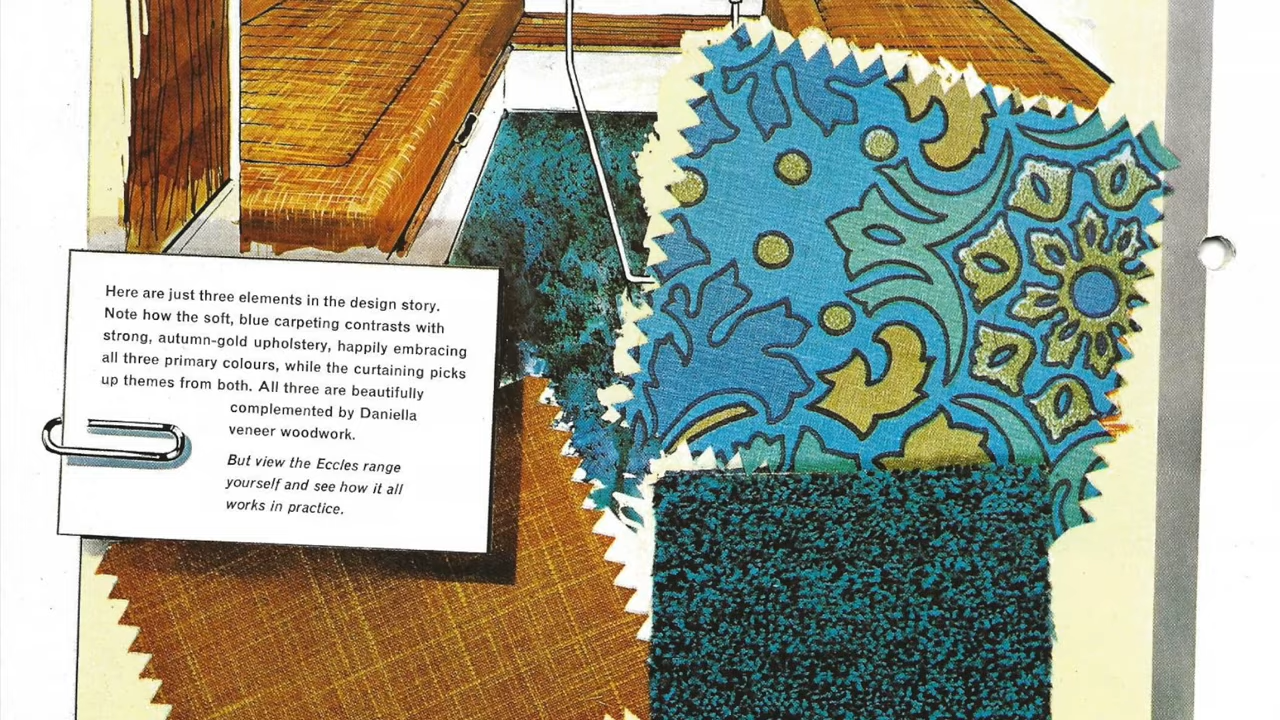 Here are just three elements in the design story.
Note how the soft, blue carpeting contrasts with
strong, autumn-gold upholstery, happily embracing
all three primary colours, while the curtaining picks
up themes from both. All three are beautifully
complemented by Daniella
veneer woodwork.
But view the Eccles range
yourself and see how it all
works in practice.